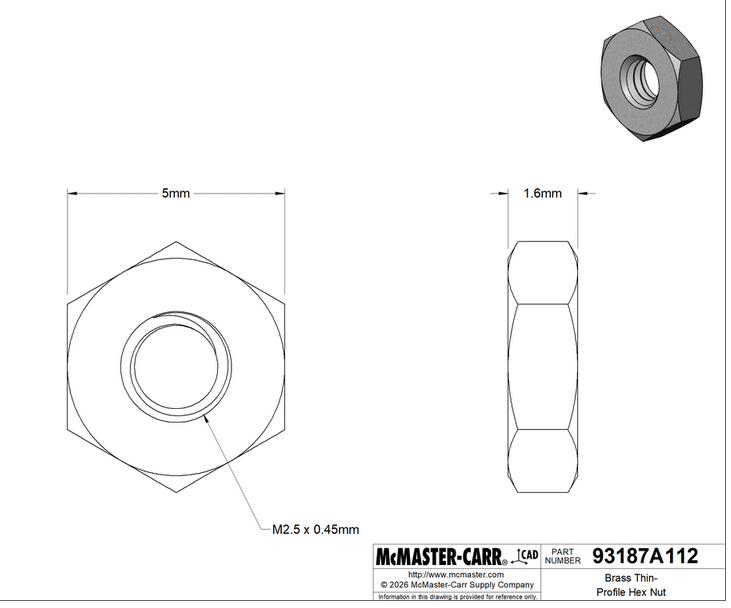 5mm
1.6mm
M2.5 x 0.45mm
McMASTER-CARR® CAD
http://www.mcmaster.com
© 2026 McMaster-Carr Supply Company
Information in this drawing is provided for reference only.
PART
NUMBER
93187A112
Brass Thin-
Profile Hex Nut